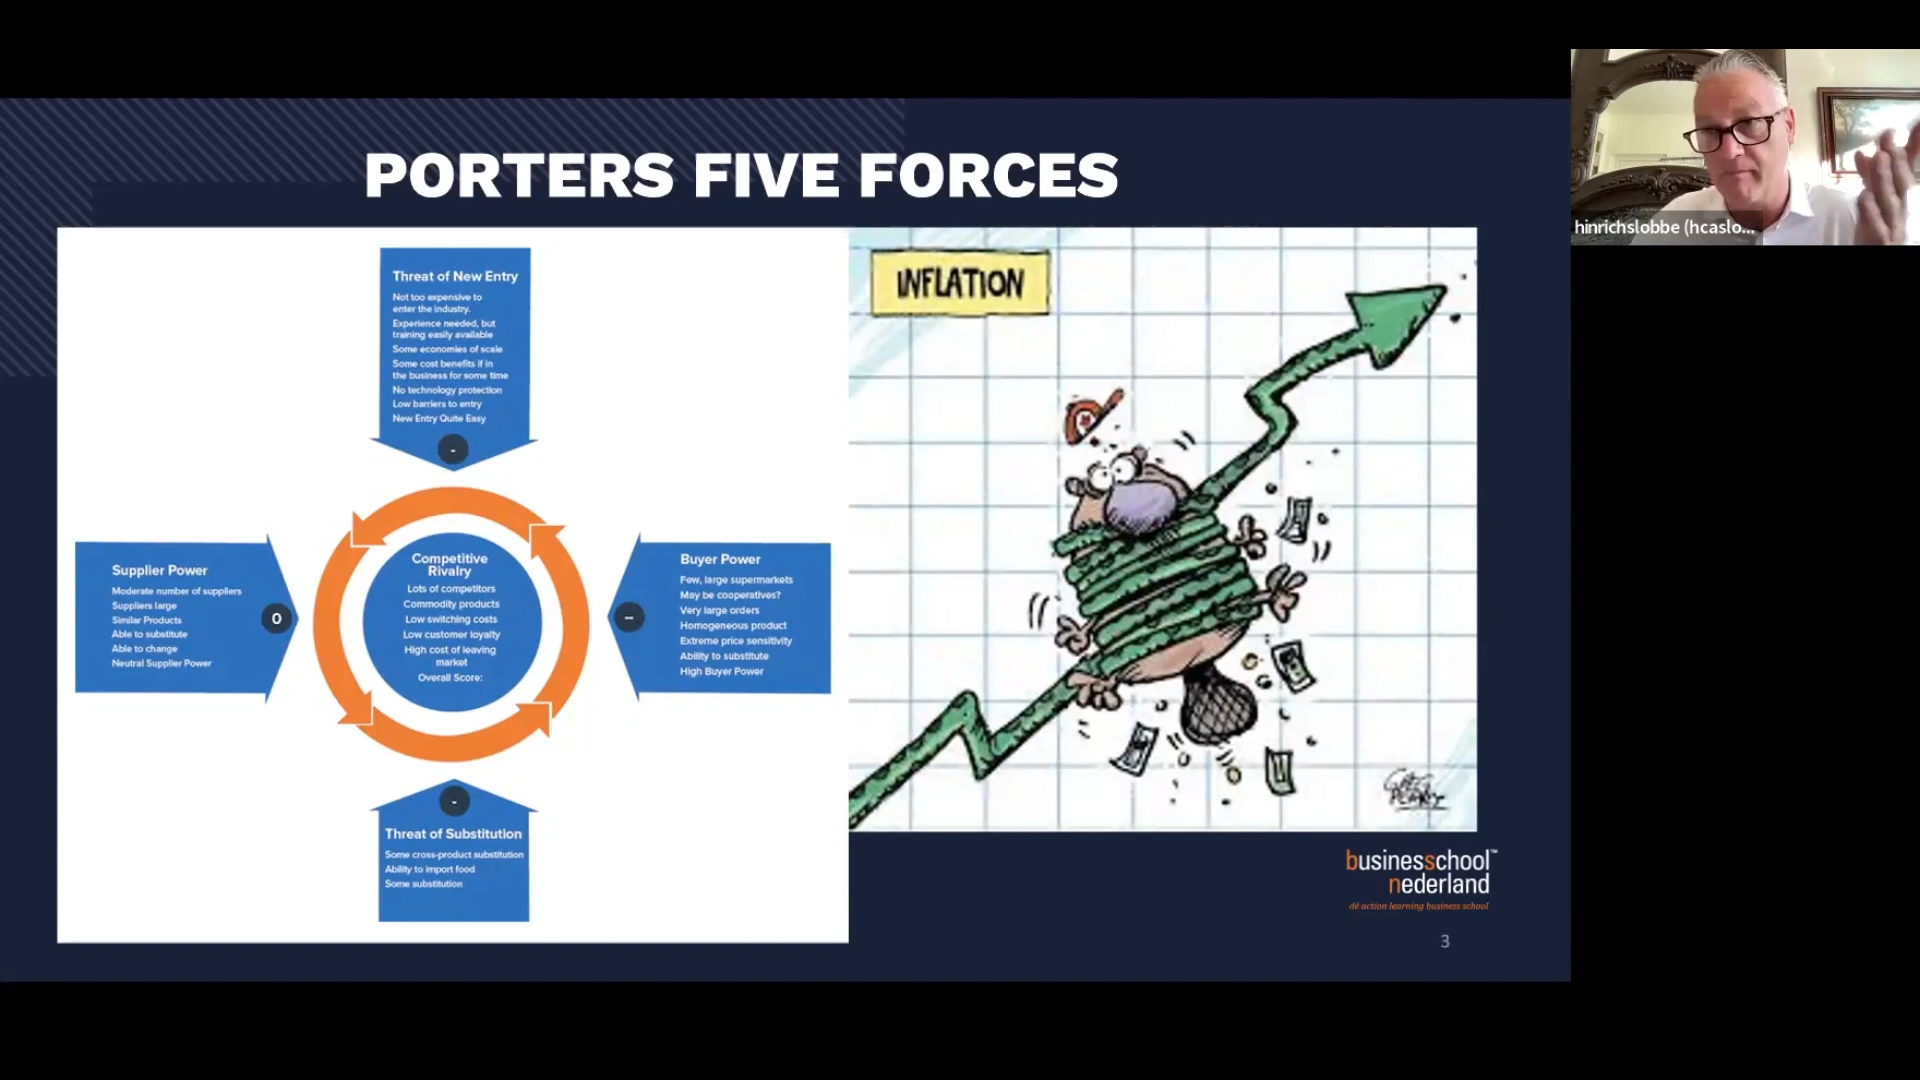 PORTERS FIVE FORCES
Threat of New Entry
Not too expensive to
enter the industry.
Experience needed, but
training easily available
Some economies of scale
Some cost benefits if in
the business for some time
No technology protection
Low barriers to entry
New Entry Quite Easy
-
Supplier Power
Moderate number of suppliers
Suppliers large
Similar Products
Able to substitute
Able to change
Neutral Supplier Power
O
Competitive
Rivalry
Lots of competitors
Commodity products
Low switching costs
Low customer loyalty
High cost of leaving
market
Overall Score:
Buyer Power
Few, large supermarkets
May be cooperatives?
Very large orders
Homogeneous product
Extreme price sensitivity
Ability to substitute
High Buyer Power
--
-
Threat of Substitution
Some cross-product substitution
Ability to import food
Some substitution
INFLATION
businesschool™
nederland
dé action learning business school
3
hinrichslobbe (hcaslo...